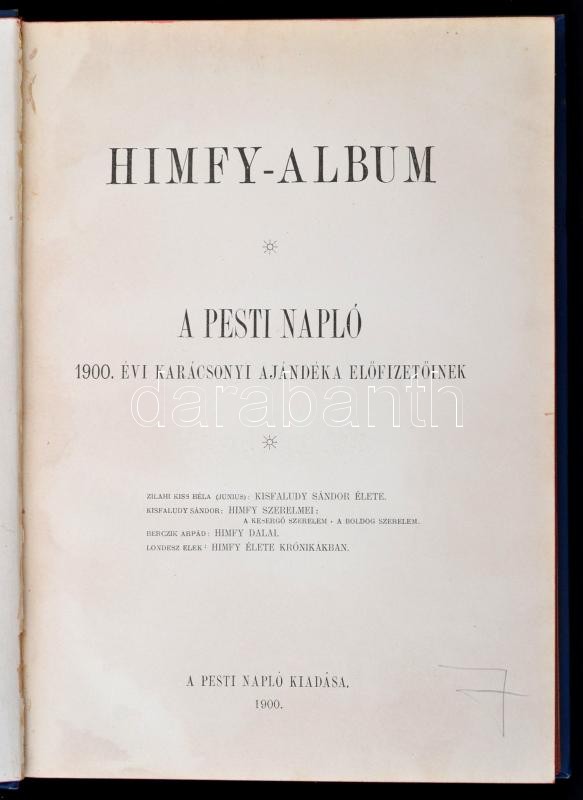 HIMFY-ALBUM
A PESTI NAPLÓ
1900. ÉVI KARÁCSONYI AJÁNDÉKA ELŐFIZETŐINEK
darabanth
ZILAHI KISS BÉLA (JUNIUS): KISFALUDY SÁNDOR ÉLETE.
KISFALUDY SÁNDOR: HIMFY SZERELMEI:
A KESERGŐ SZERELEM · A BOLDOG SZERELEM.
BERCZIK ÁRPÁD: HIMFY DALAI.
LONDESZ ELEK: HIMFY ÉLETE KRÓNIKÁKBAN.
A PESTI NAPLÓ KIADÁSA.
1900.
7